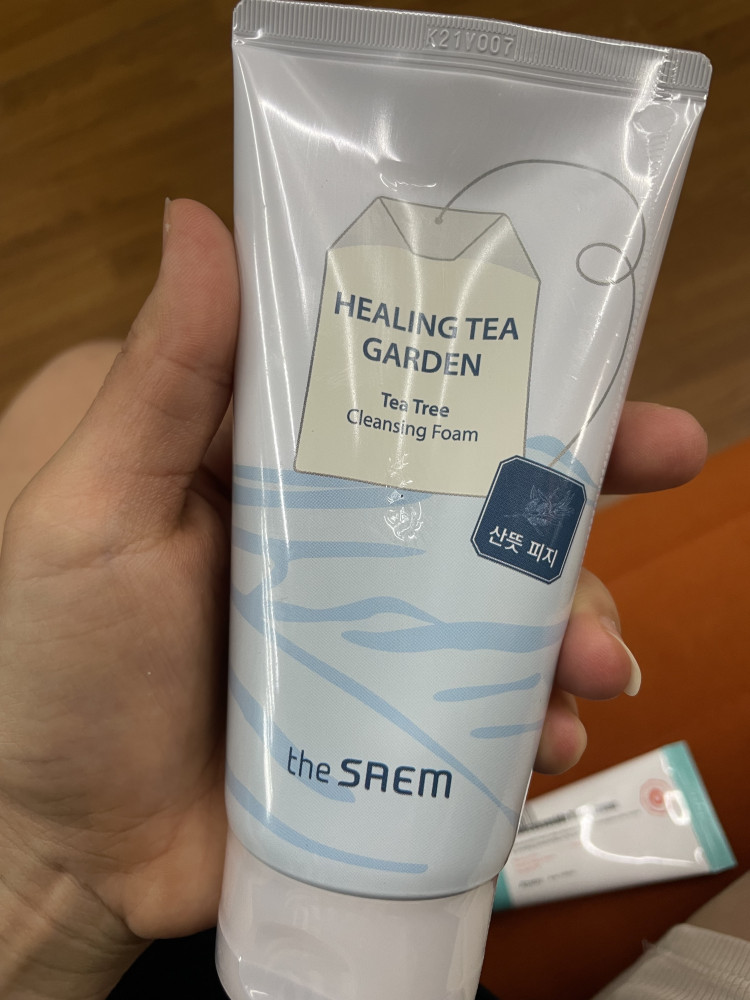 K21Y007
HEALING TEA
GARDEN
Tea Tree
Cleansing Foam
산뜻 피지
the SAEM